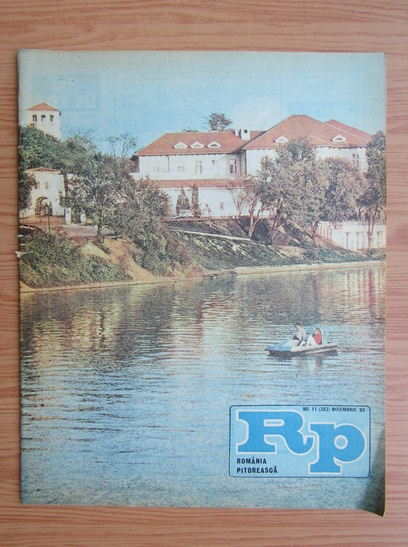 NR. 11 (203) NOIEMBRIE '88
Rp
ROMÂNIA
PITOREASCĂ